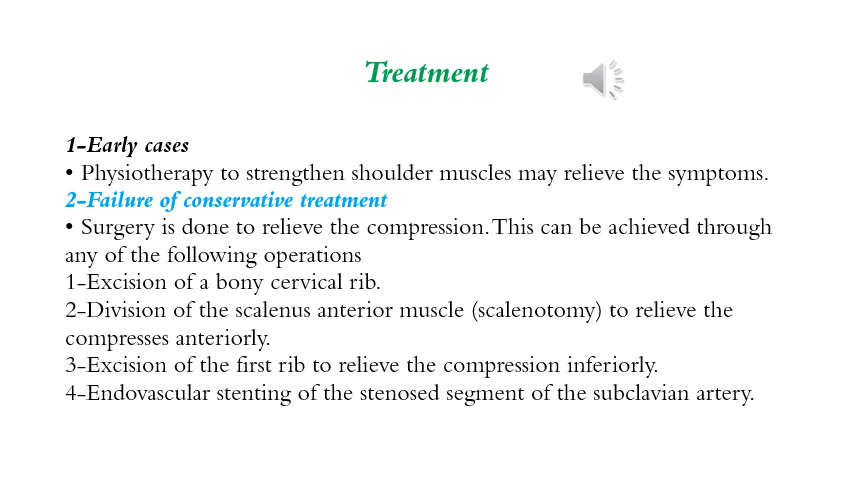 Treatment
1-Early cases
• Physiotherapy to strengthen shoulder muscles may relieve the symptoms.
2-Failure of conservative treatment
• Surgery is done to relieve the compression. This can be achieved through
any of the following operations
1-Excision of a bony cervical rib.
2-Division of the scalenus anterior muscle (scalenotomy) to relieve the
compresses anteriorly.
3-Excision of the first rib to relieve the compression inferiorly.
4-Endovascular stenting of the stenosed segment of the subclavian artery.